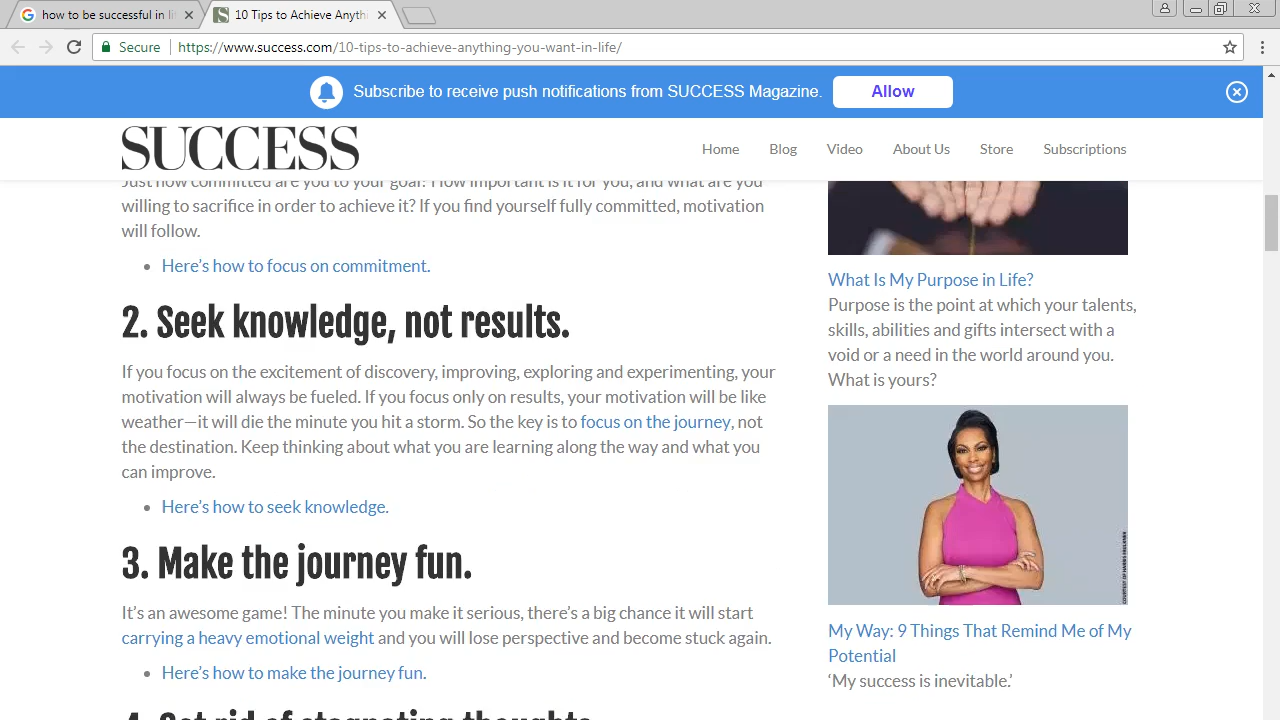 how to be successful in li
10 Tips to Achieve Anyth
Secure
https://www.success.com/10-tips-to-achieve-anything-you-want-in-life/
Subscribe to receive push notifications from SUCCESS Magazine.
Allow
SUCCESS
Home
Blog
Video
About Us
Store
Subscriptions
Just how committed are you to your goal? How important is it for you, and what are you
willing to sacrifice in order to achieve it? If you find yourself fully committed, motivation
will follow.
• Here’s how to focus on commitment.
2. Seek knowledge, not results.
If you focus on the excitement of discovery, improving, exploring and experimenting, your
motivation will always be fueled. If you focus only on results, your motivation will be like
weather—it will die the minute you hit a storm. So the key is to focus on the journey, not
the destination. Keep thinking about what you are learning along the way and what you
can improve.
• Here’s how to seek knowledge.
3. Make the journey fun.
It’s an awesome game! The minute you make it serious, there’s a big chance it will start
carrying a heavy emotional weight and you will lose perspective and become stuck again.
• Here’s how to make the journey fun.
4. Get rid of stagnating thoughts.
What Is My Purpose in Life?
Purpose is the point at which your talents,
skills, abilities and gifts intersect with a
void or a need in the world around you.
What is yours?
COURTESY OF HARRIS FAULKNER
My Way: 9 Things That Remind Me of My
Potential
‘My success is inevitable.’